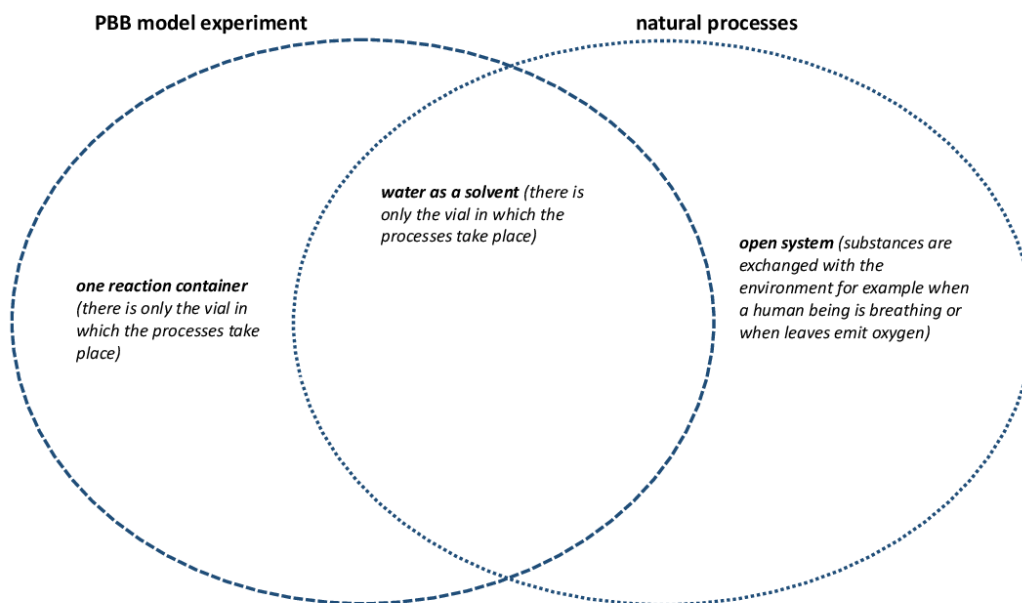 PBB model experiment
natural processes
water as a solvent (there is
only the vial in which the
processes take place)
one reaction container
(there is only the vial in
which the processes take
place)
open system (substances are
exchanged with the
environment for example when
a human being is breathing or
when leaves emit oxygen)